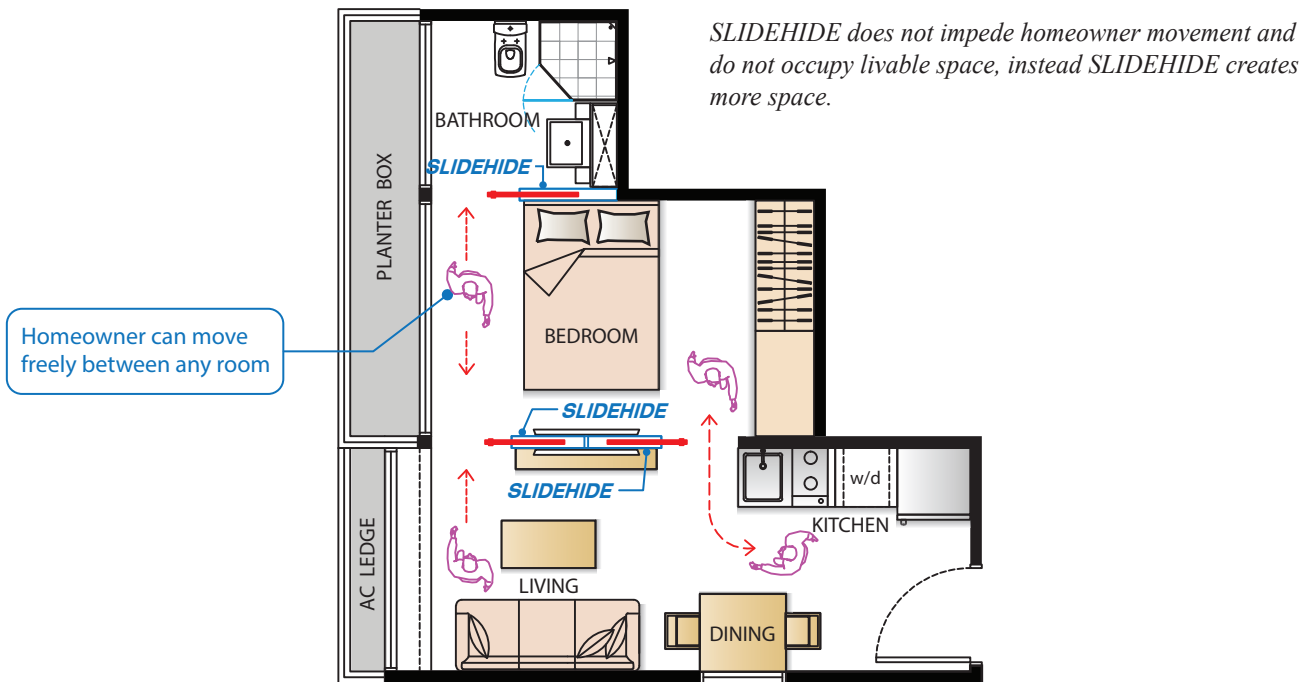 SLIDEHIDE does not impede homeowner movement and
do not occupy livable space, instead SLIDEHIDE creates
more space.
BATHROOM
SLIDEHIDE
PLANTER BOX
Homeowner can move
freely between any room
BEDROOM
SLIDEHIDE
SLIDEHIDE
w/d
KITCHEN
AC LEDGE
LIVING
DINING